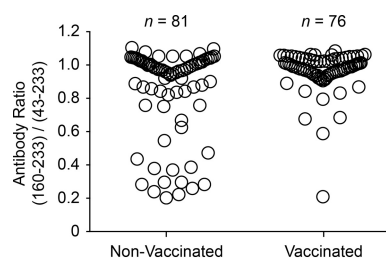 n = 81
n = 76
Antibody Ratio
(160-233) / (43-233)
1.2
1.0
0.8
0.6
0.4
0.2
0
Non-Vaccinated
Vaccinated